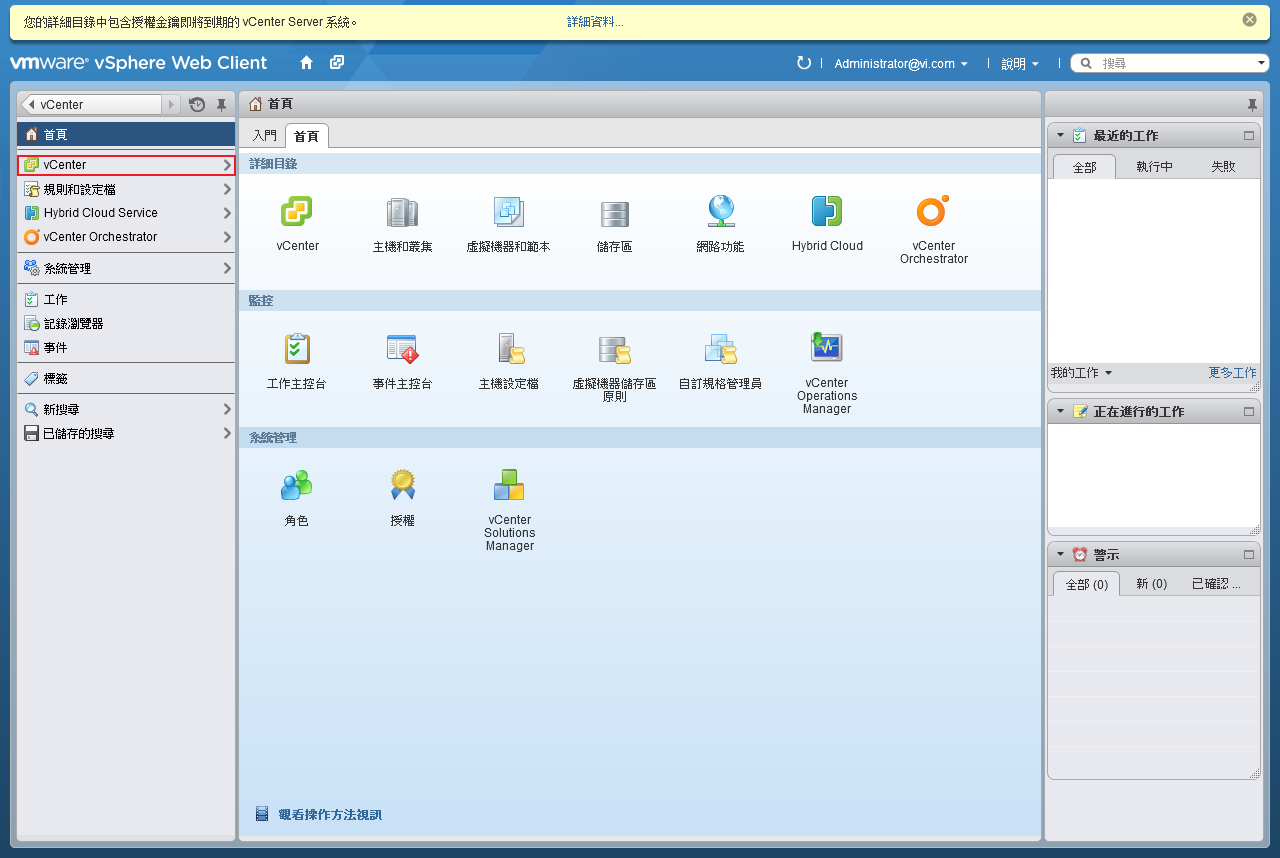 您的詳細目錄中包含授權金鑰即將到期的 vCenter Server 系統。
詳細資料...
vmware® vSphere Web Client
Administrator@vi.com
說明
搜尋
vCenter
首頁
vCenter
規則和設定檔
Hybrid Cloud Service
vCenter Orchestrator
系統管理
工作
記錄瀏覽器
事件
標籤
新搜尋
已儲存的搜尋
首頁
入門
首頁
詳細目錄
vCenter
主機和叢集
虛擬機器和範本
儲存區
網路功能
Hybrid Cloud
vCenter
Orchestrator
監控
工作主控台
事件主控台
主機設定檔
虛擬機器儲存區
原則
自訂規格管理員
vCenter
Operations
Manager
系統管理
角色
授權
vCenter
Solutions
Manager
觀看操作方法視訊
最近的工作
全部
執行中
失敗
我的工作
更多工作
正在進行的工作
警示
全部 (0)
新 (0)
已確認 ...